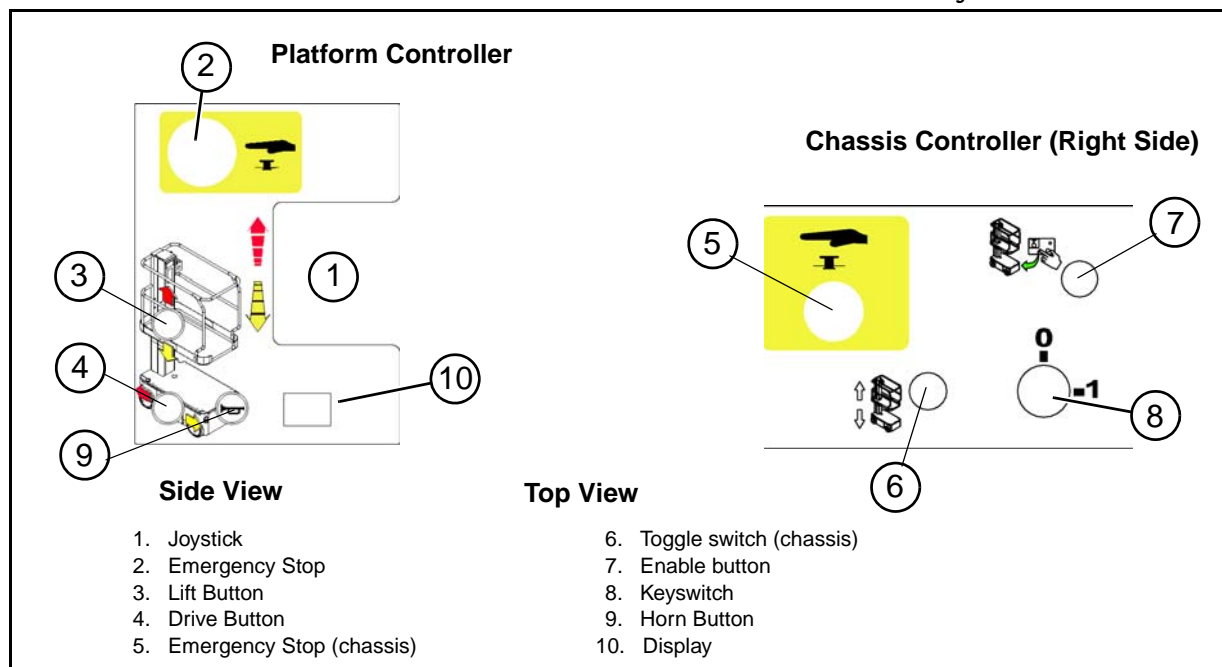 Platform Controller
2
Chassis Controller (Right Side)
7
5
3
1
0
4
10
-1
8
9
6
Side View
Top View
1. Joystick
2. Emergency Stop
3. Lift Button
4. Drive Button
5. Emergency Stop (chassis)
6. Toggle switch (chassis)
7. Enable button
8. Keyswitch
9. Horn Button
10. Display